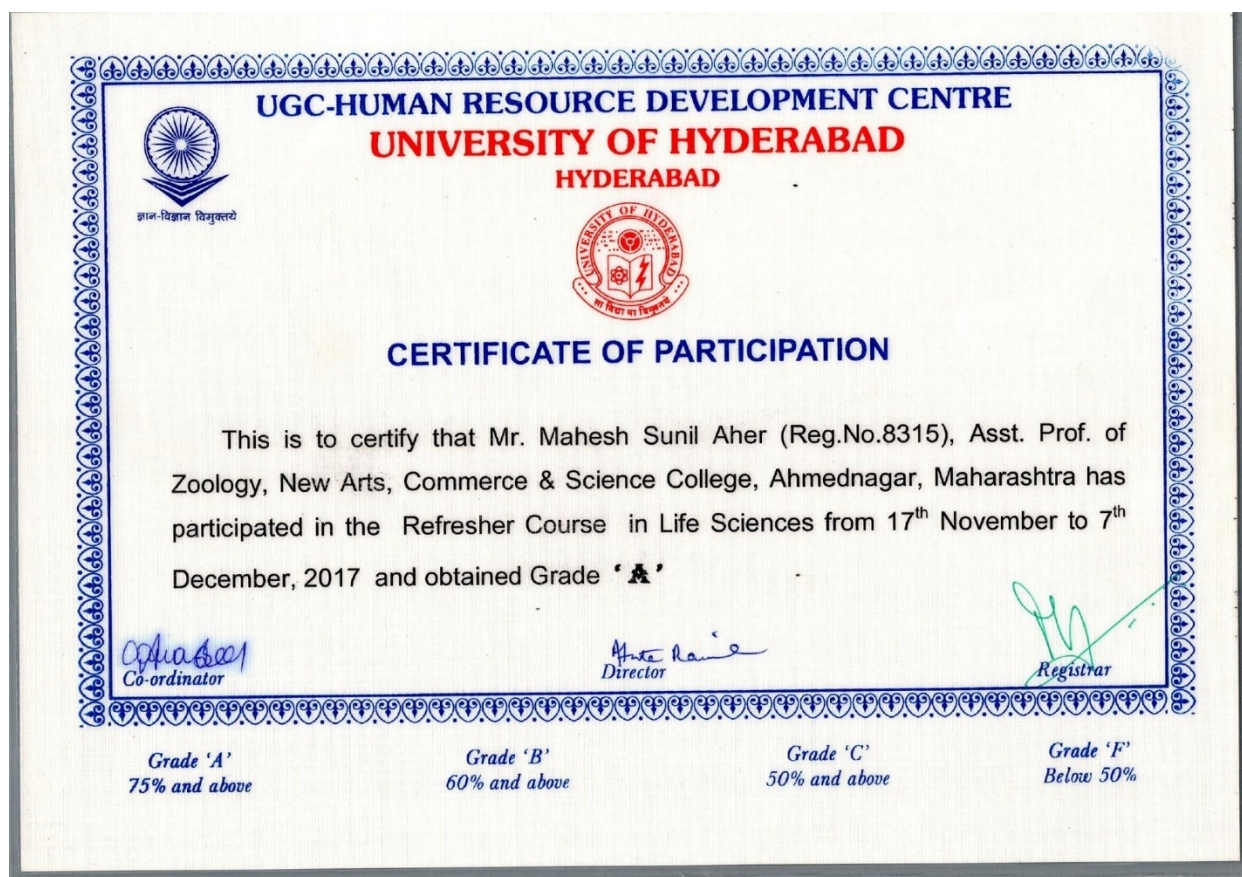 UGC-HUMAN RESOURCE DEVELOPMENT CENTRE
UNIVERSITY OF HYDERABAD
HYDERABAD
ज्ञान-विज्ञान विमुक्तये
UNIVERSITY OF HYDERABAD
सा विद्या या विमुक्तये
CERTIFICATE OF PARTICIPATION
This is to certify that Mr. Mahesh Sunil Aher (Reg.No.8315), Asst. Prof. of
Zoology, New Arts, Commerce & Science College, Ahmednagar, Maharashtra has
participated in the Refresher Course in Life Sciences from 17th November to 7th
December, 2017 and obtained Grade 'A'
Co-ordinator
Director
Registrar
Grade 'A'
75% and above
Grade 'B'
60% and above
Grade 'C'
50% and above
Grade 'F'
Below 50%